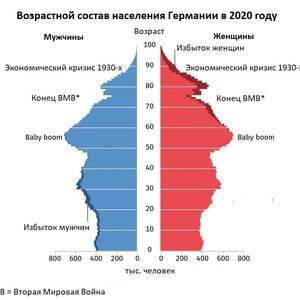 Возрастной состав населения Германии в 2020 году
Мужчины
Возраст
Женщины
100
Избыток женщин
90
Экономический кризис 1930-х
Экономический кризис 1930-х
80
Конец ВМВ*
Конец ВМВ*
70
60
Baby boom
Baby boom
50
40
30
20
Избыток мужчин
10
0
800 600 400 200 0
0 200 400 600 800
тыс. человек
В = Вторая Мировая Война